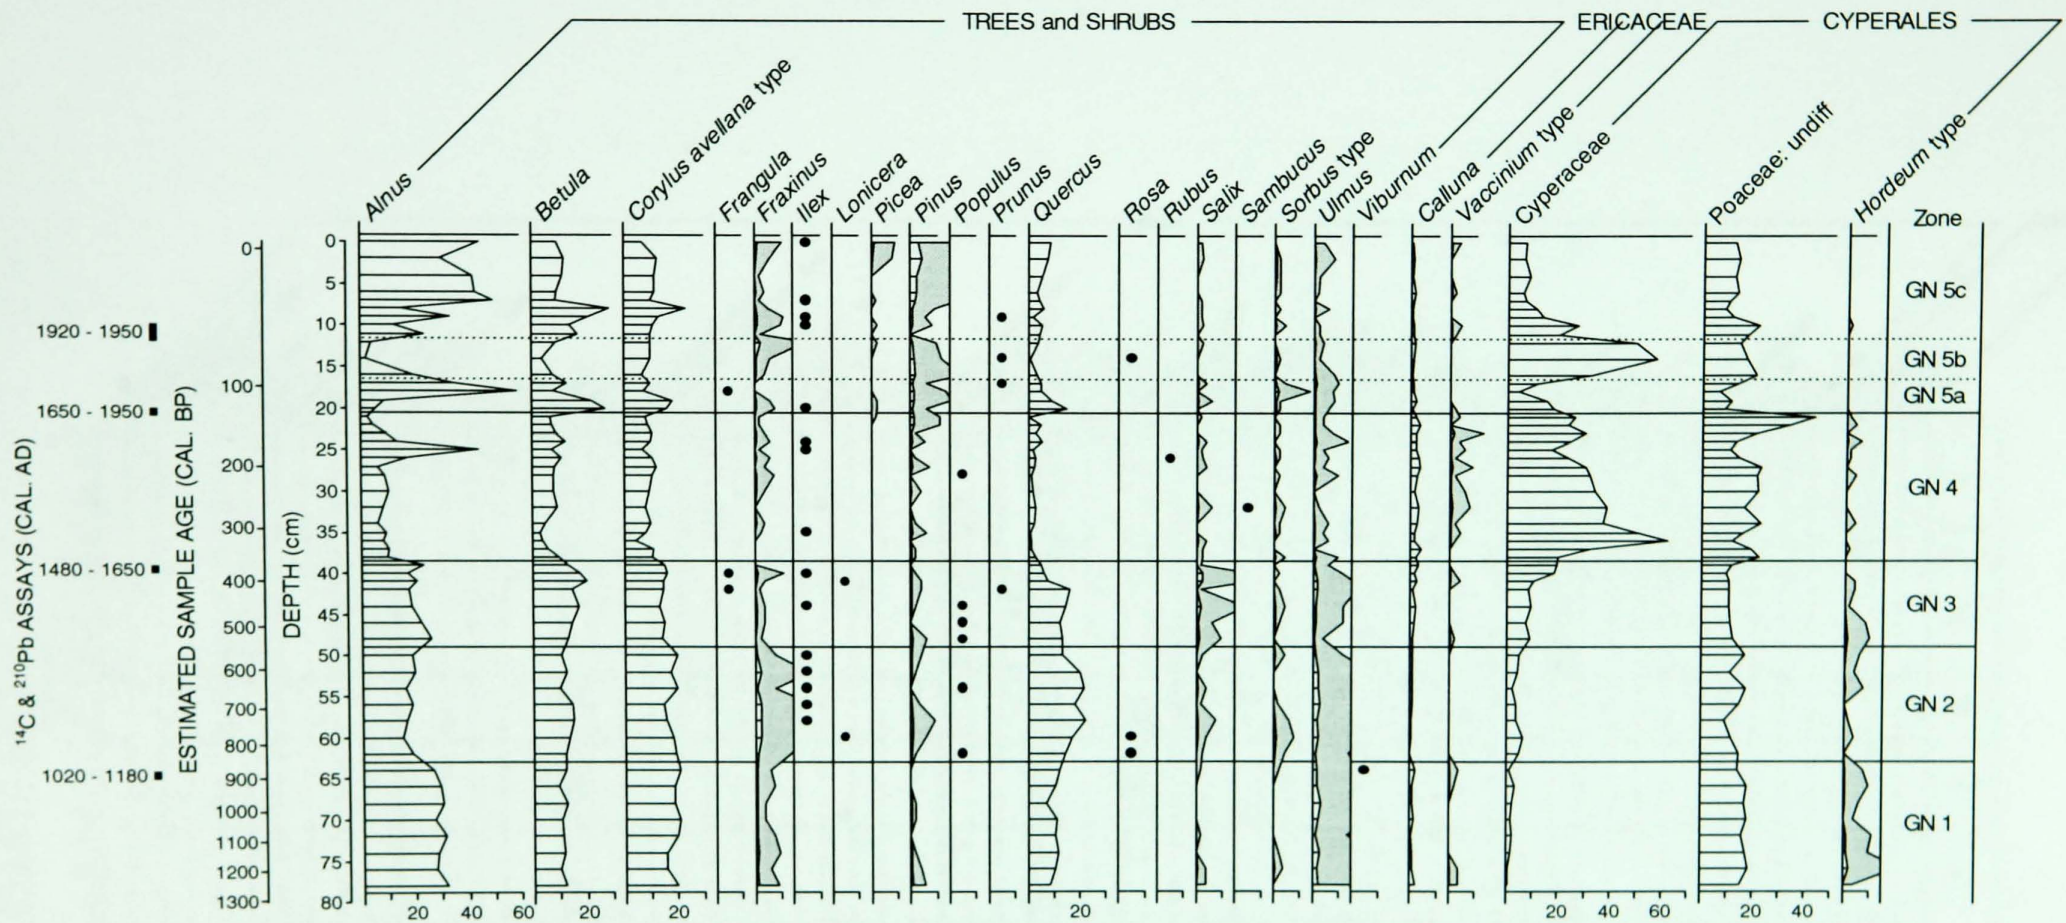 TREES and SHRUBS ERICACEAE CYPERALES
Alnus
Betula
Corylus avellana type
Frangula
Fraxinus
Ilex
Lonicera
Picea
Pinus
Populus
Prunus
Quercus
Rosa
Rubus
Salix
Sambucus
Sorbus type
Ulmus
Viburnum
Calluna
Vaccinium type
Cyperaceae
Poaceae: undiff
Hordeum type
Zone
¹⁴C & ²¹⁰Pb ASSAYS (CAL. AD)
1920 - 1950
1650 - 1950
1480 - 1650
1020 - 1180
ESTIMATED SAMPLE AGE (CAL. BP)
0
100
200
300
400
500
600
700
800
900
1000
1100
1200
1300
DEPTH (cm)
0
5
10
15
20
25
30
35
40
45
50
55
60
65
70
75
80
GN 5c
GN 5b
GN 5a
GN 4
GN 3
GN 2
GN 1
20 40 60 20 20 20 20 40 60 20 40